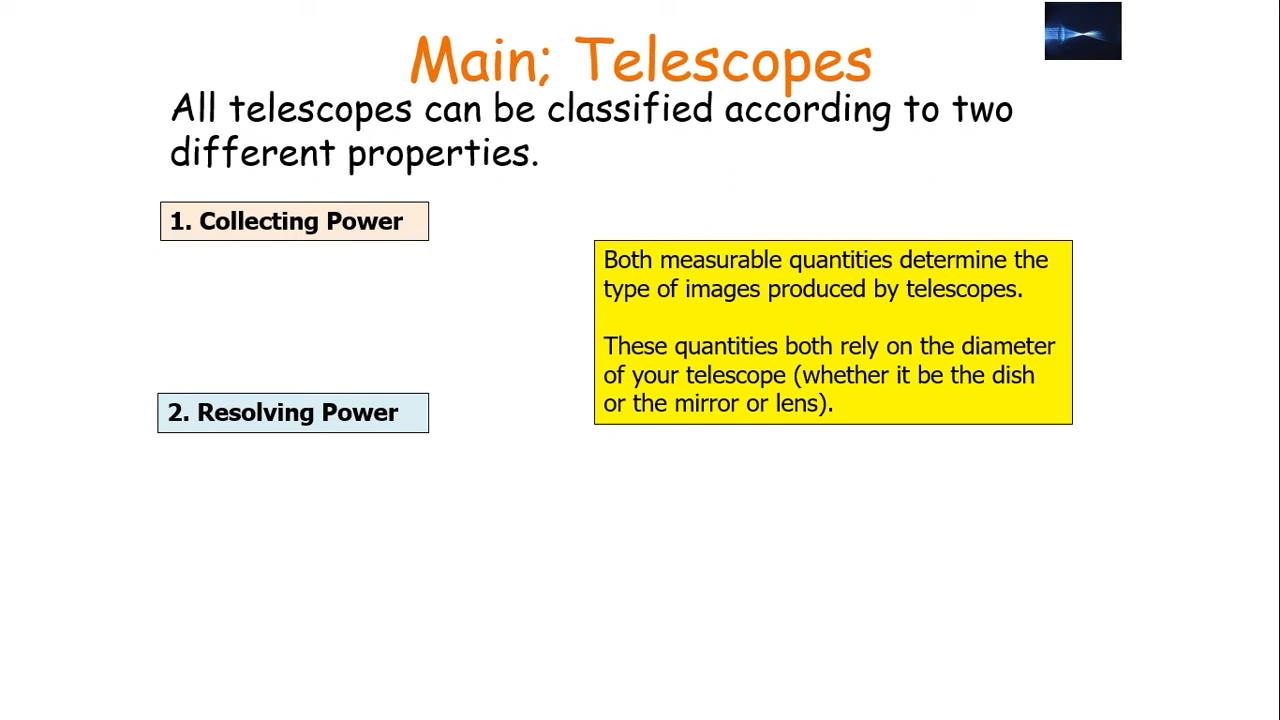 Main; Telescopes
All telescopes can be classified according to two
different properties.
1. Collecting Power
Both measurable quantities determine the
type of images produced by telescopes.
These quantities both rely on the diameter
of your telescope (whether it be the dish
or the mirror or lens).
2. Resolving Power